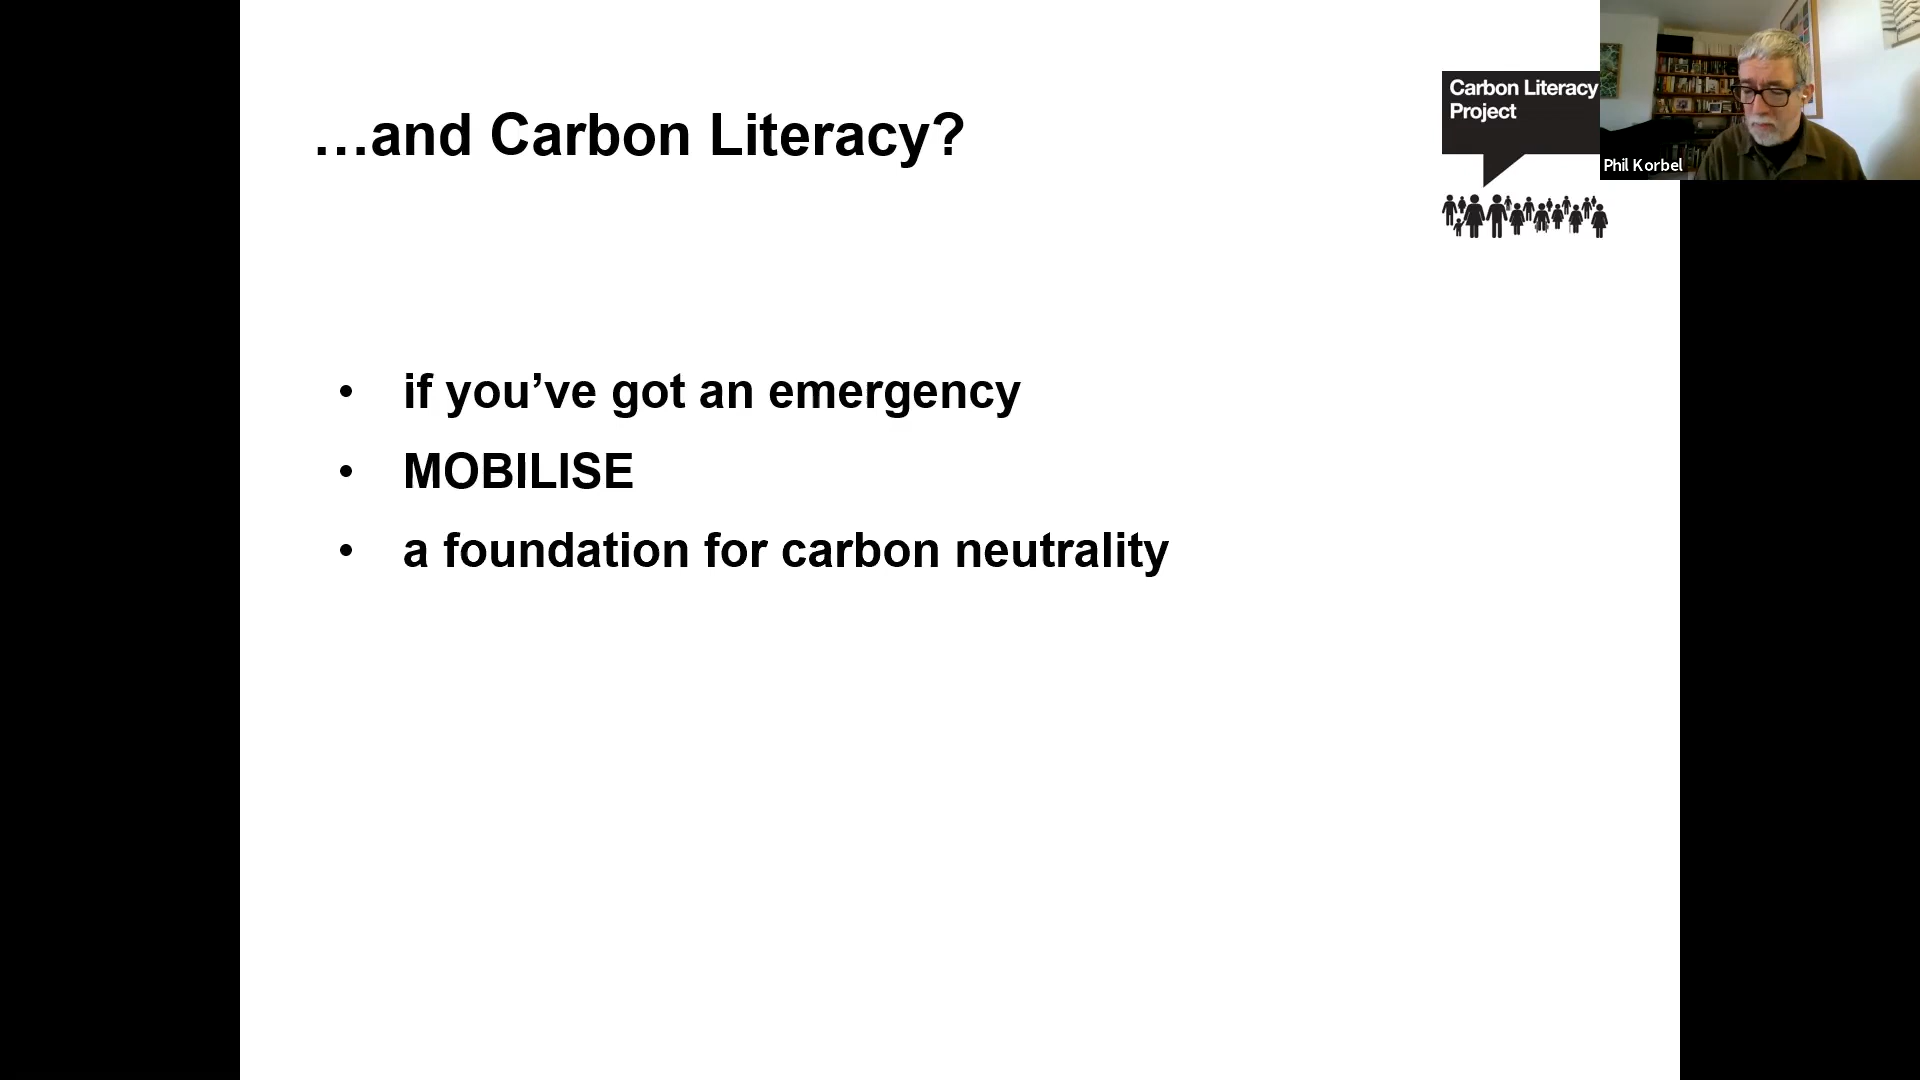 …and Carbon Literacy?
Carbon Literacy
Project
Phil Korbel
• if you’ve got an emergency
• MOBILISE
• a foundation for carbon neutrality